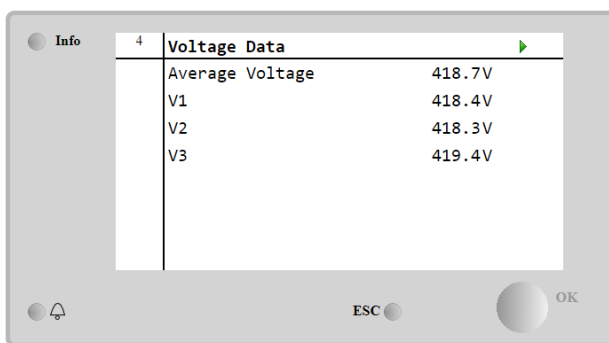 Info
4 Voltage Data
Average Voltage 418.7V
V1 418.4V
V2 418.3V
V3 419.4V
ESC
OK